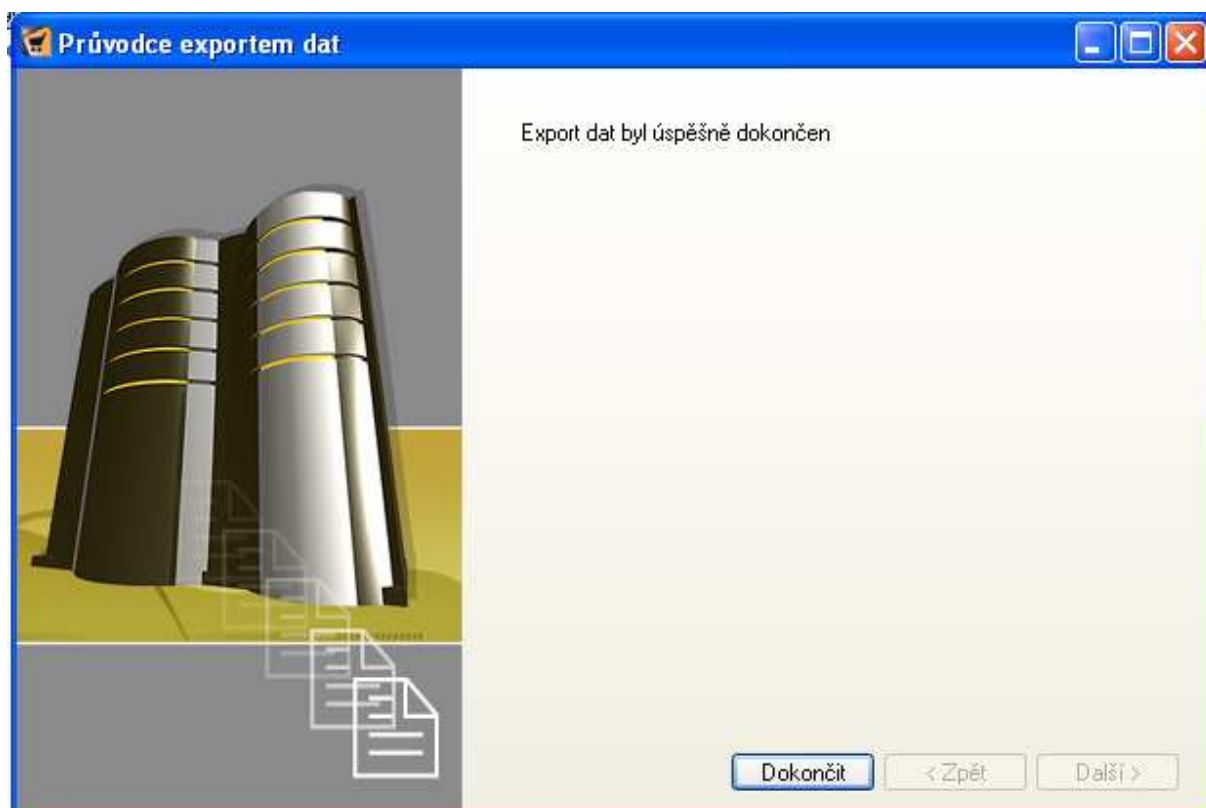 Průvodce exportem dat
Export dat byl úspěšně dokončen
Dokončit
< Zpět
Další >